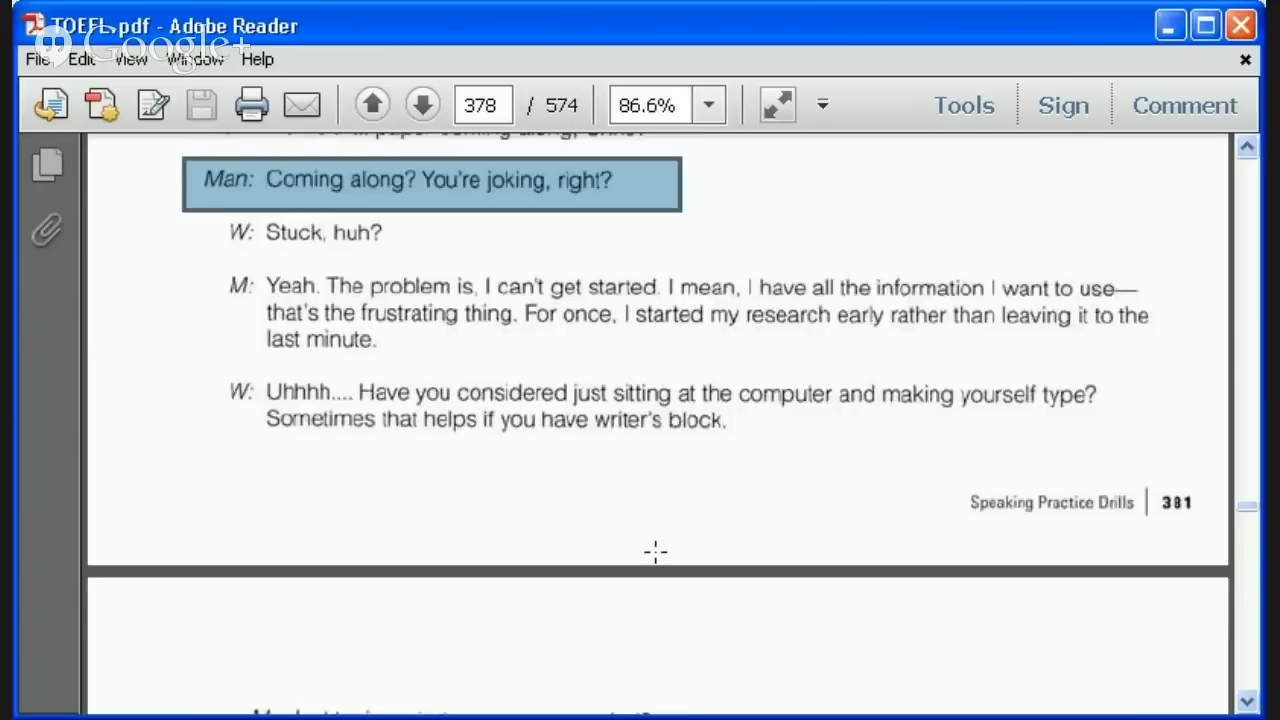 TOEFL.pdf - Adobe Reader
Google+
File Edit View Window Help
378 / 574 86.6% Tools Sign Comment
paper coming along,
Man: Coming along? You're joking, right?
W: Stuck, huh?
M: Yeah. The problem is, I can't get started. I mean, I have all the information I want to use—
that's the frustrating thing. For once, I started my research early rather than leaving it to the
last minute.
W: Uhhhh.... Have you considered just sitting at the computer and making yourself type?
Sometimes that helps if you have writer's block.
Speaking Practice Drills 381